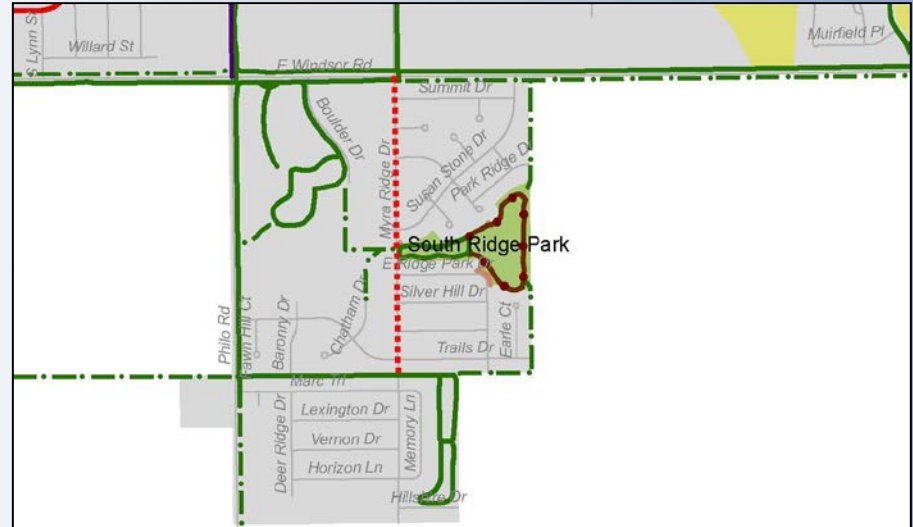 S Lynn St
Willard St
Muirfield Pl
E Windsor Rd
Summit Dr
Boulder Dr
Myra Ridge Dr
Susan Stone Dr
Park Ridge D
South Ridge Park
E
Ridge Park Dr
Silver Hill Dr
Philo Rd
Fawn Hill Ct
Baronry Dr
Chatham Dr
Earle Ct
Trails Dr
Marc Trl
Deer Ridge Dr
Lexington Dr
Memory Ln
Vernon Dr
Horizon Ln
Hillshire Dr